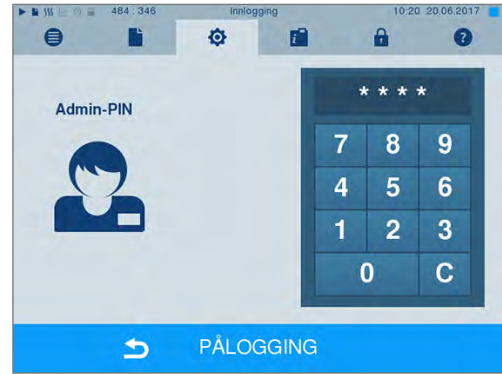 484 : 346 Innlogging 10:20 20.06.2017
Admin-PIN
* * * *
7 8 9
4 5 6
1 2 3
0 C
PÅLOGGING